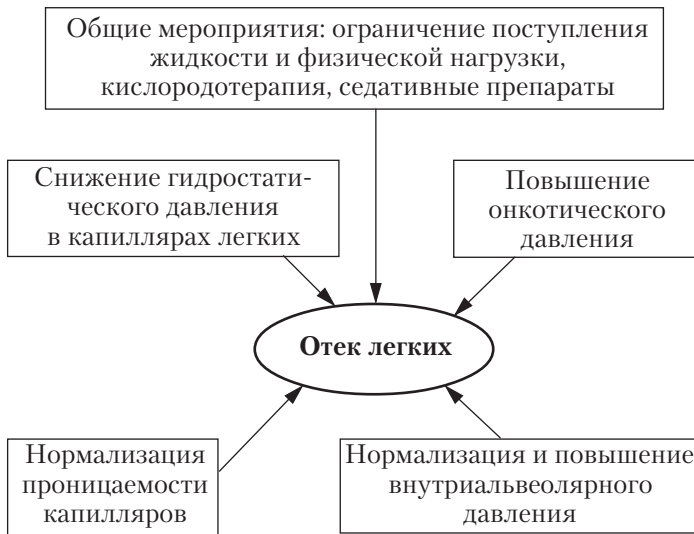 Общие мероприятия: ограничение поступления
жидкости и физической нагрузки,
кислородотерапия, седативные препараты
Снижение гидростати-
ческого давления
в капиллярах легких
Повышение
онкотического
давления
Отек легких
Нормализация
проницаемости
капилляров
Нормализация и повышение
внутриальвеолярного
давления